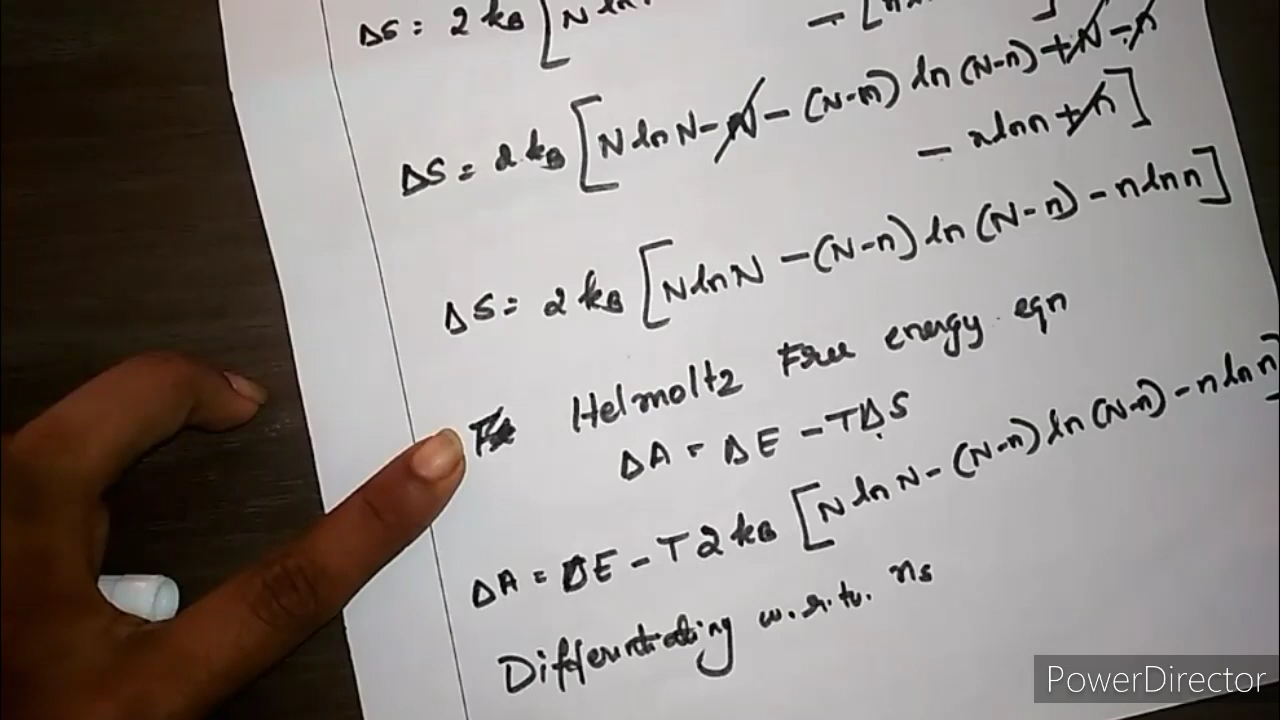 ΔS = 2 kB [N ln
− [n
ΔS = 2 kB [N ln N − N − (N-n) ln (N-n) + N − n
− n ln n + n]
ΔS = 2 kB [N ln N − (N-n) ln (N-n) − n ln n]
Helmoltz Free energy eqn
ΔA = ΔE − TΔS
ΔA = ΔE − T 2 kB [N ln N − (N-n) ln (N-n) − n ln n]
Differentiating w.r.to. ns
PowerDirector